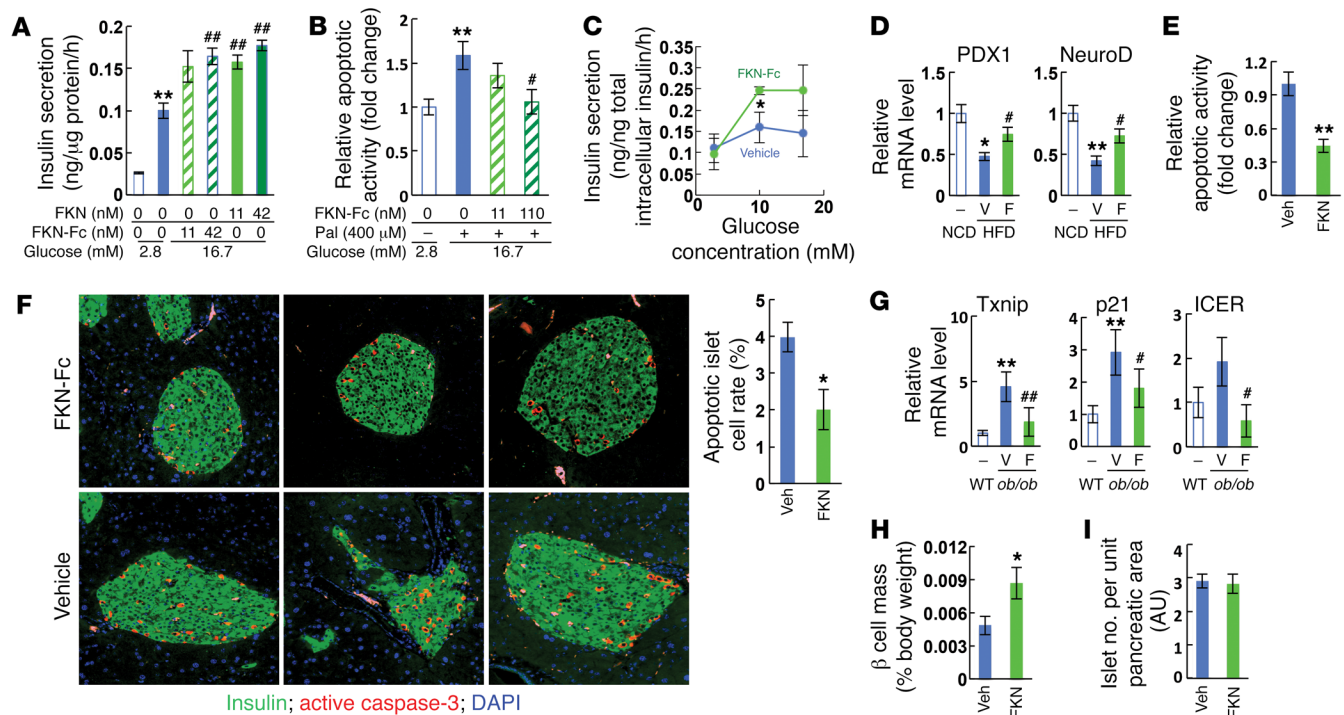 A
Insulin secretion
(ng/μg protein/h)
0.2
0.15
0.1
0.05
0
**
##
##
##
FKN (nM) 0 0 0 0 11 42
FKN-Fc (nM) 0 0 11 42 0 0
Glucose (mM) 2.8 16.7
B
Relative apoptotic
activity (fold change)
2
1.5
1.0
0.5
0
**
#
FKN-Fc (nM) 0 0 11 110
Pal (400 μM) – + + +
Glucose (mM) 2.8 16.7
C
Insulin secretion
(ng/ng total
intracellular insulin/h)
0.35
0.3
0.25
0.2
0.15
0.1
0.05
FKN-Fc
*
Vehicle
0 10 20
Glucose
concentration (mM)
D
PDX1
Relative
mRNA level
1.5
1.0
0.5
0
*
#
– V F
NCD HFD
NeuroD
1.5
1.0
0.5
0
**
#
– V F
NCD HFD
E
Relative
apoptotic activity
(fold change)
1.2
0.9
0.6
0.3
0
**
Veh
FKN
F
FKN-Fc
Vehicle
Insulin; active caspase-3; DAPI
Apoptotic islet
cell rate (%)
5
4
3
2
1
0
*
Veh
FKN
G
Txnip
Relative
mRNA level
10
5
0
**
##
– V F
WT ob/ob
p21
4
3
2
1
0
**
#
– V F
WT ob/ob
ICER
3
2
1
0
#
– V F
WT ob/ob
H
β cell mass
(% body weight)
0.012
0.009
0.006
0.003
0
*
Veh
FKN
I
Islet no. per unit
pancreatic area
(AU)
4
3
2
1
0
Veh
FKN